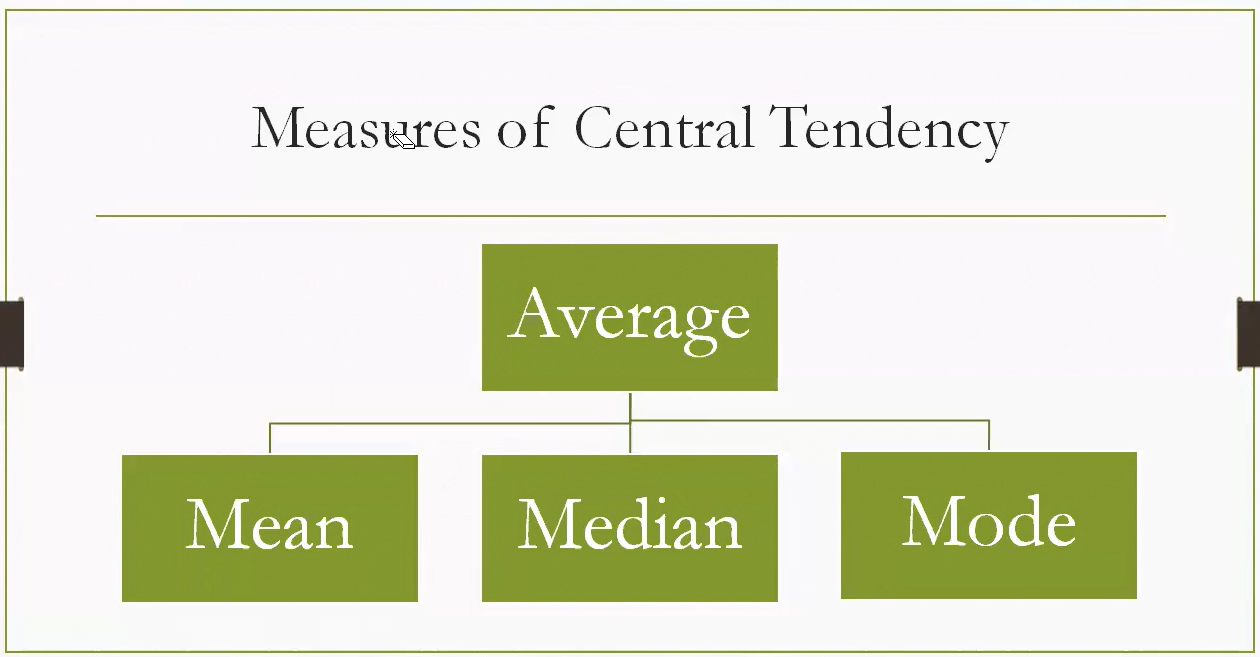 Measures of Central Tendency
Average
Mean
Median
Mode